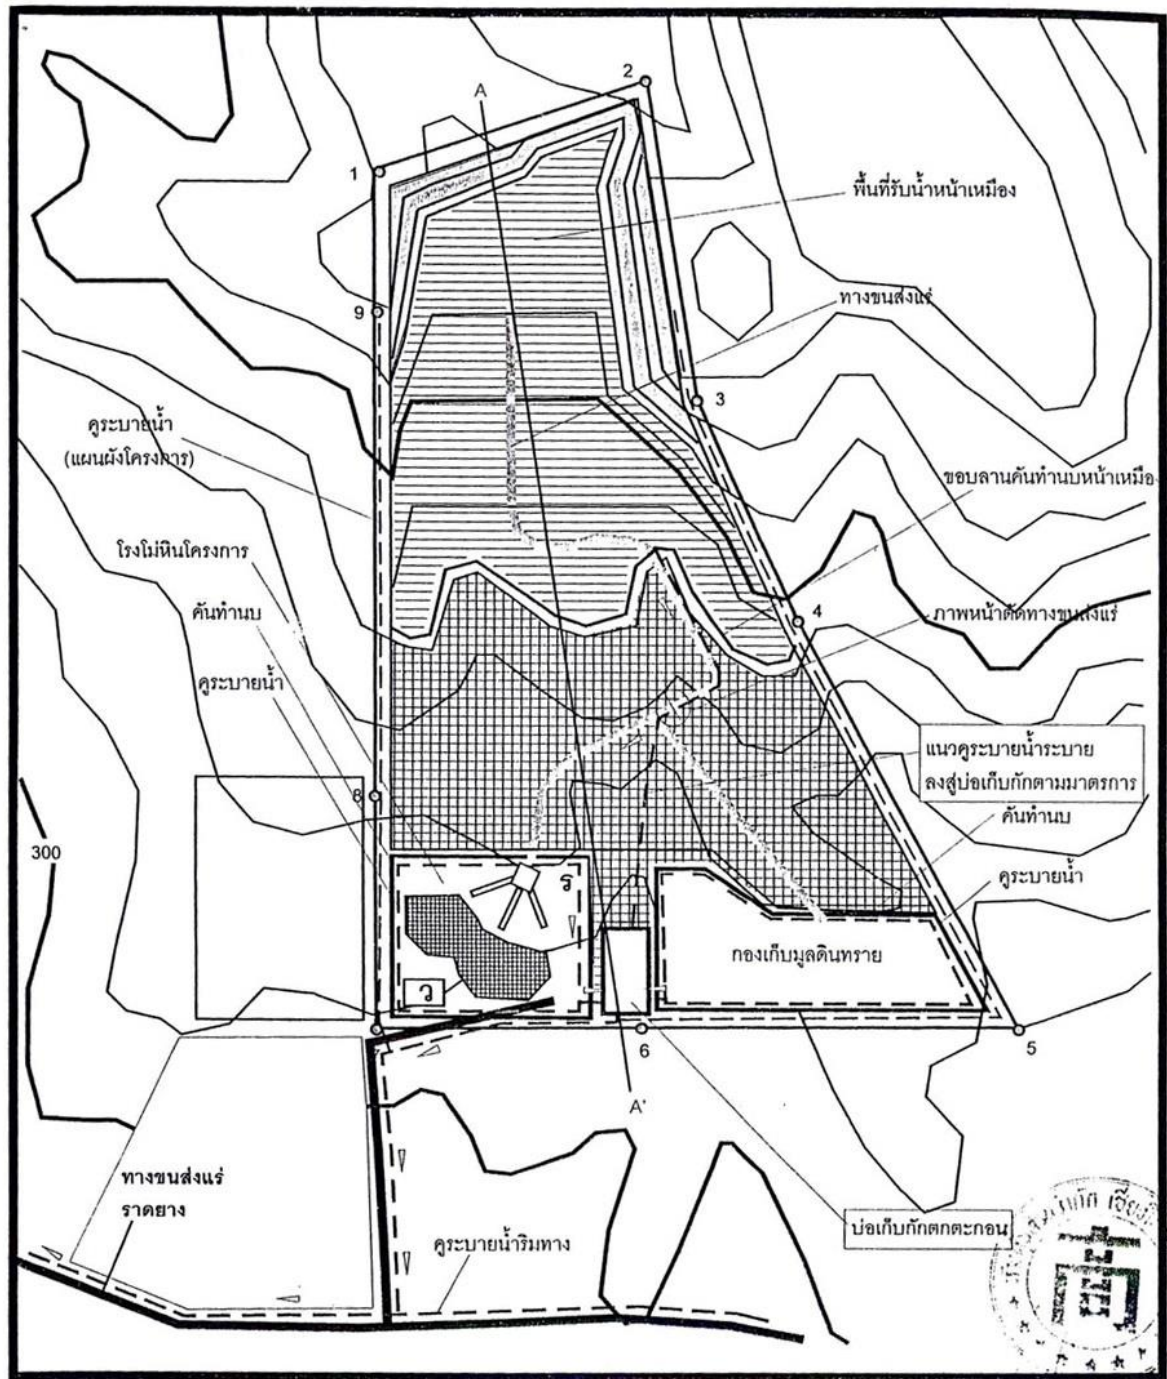 2
A
1
พื้นที่รับน้ำหน้าเหมือง
9
ทางขนส่งแร่
3
คูระบายน้ำ
(แผนผังโครงการ)
ขอบลานคันทำนบหน้าเหมือ
โรงโม่หินโครงการ
คันทำนบ
4
ภาพหน้าตัดทางขนส่งแร่
คูระบายน้ำ
แนวคูระบายน้ำระบาย
ลงสู่บ่อเก็บกักตามมาตรการ
8
คันทำนบ
300
คูระบายน้ำ
ร
กองเก็บมูลดินทราย
ว
6
5
A'
ทางขนส่งแร่
ราดยาง
บ่อเก็บกักตกตะกอน
คูระบายน้ำริมทาง